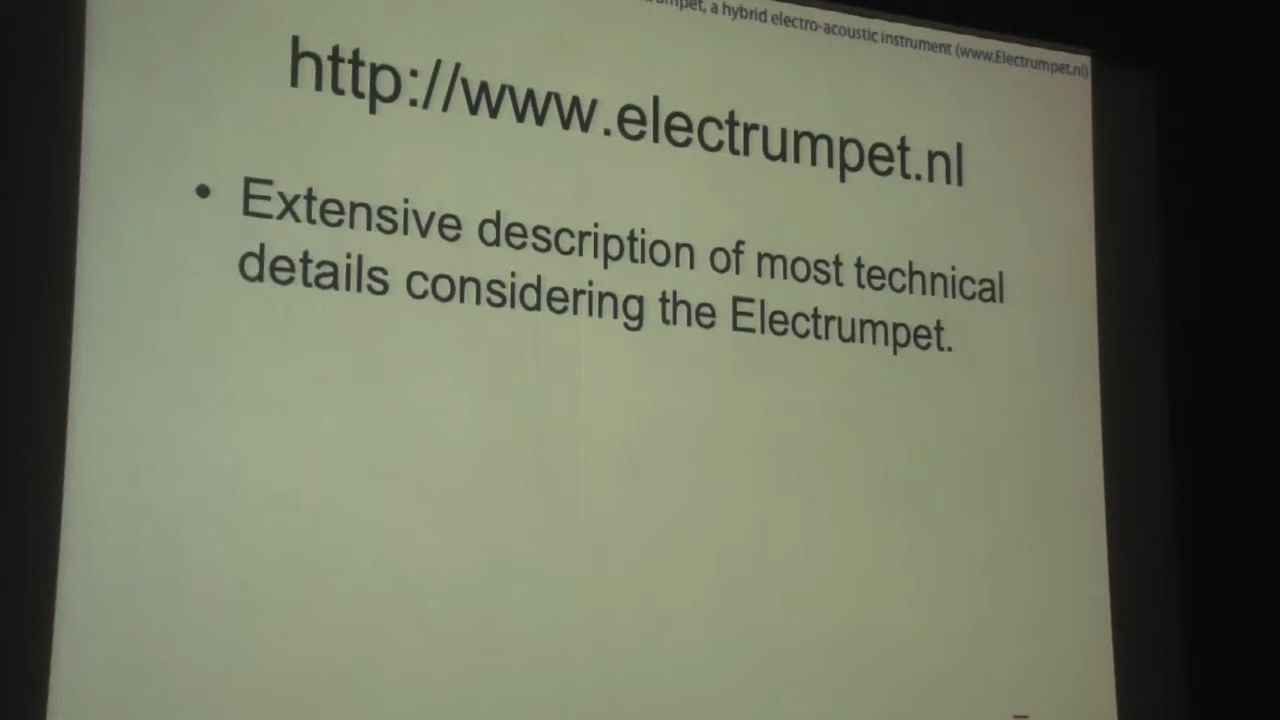 a hybrid electro-acoustic instrument (www.Electrumpet.nl)
http://www.electrumpet.nl
• Extensive description of most technical
details considering the Electrumpet.